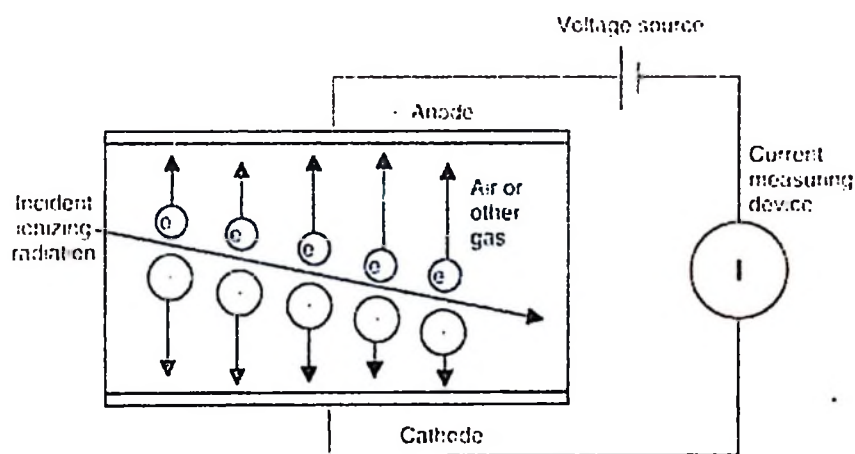 Voltage source
Anode
Incident
ionizing
radiation
Air or
other
gas
Current
measuring
device
e
e
e
e
e
I
Cathode